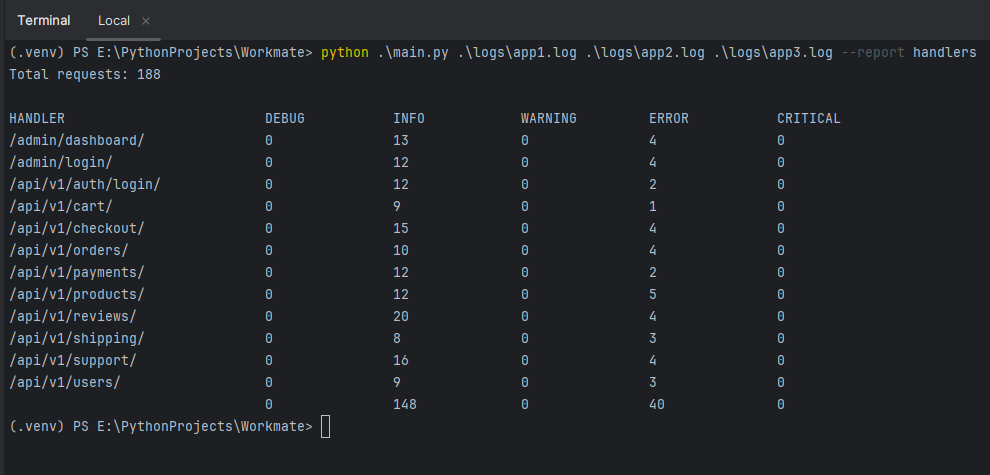 Terminal Local ×
(.venv) PS E:\PythonProjects\Workmate> python .\main.py .\logs\app1.log .\logs\app2.log .\logs\app3.log --report handlers
Total requests: 188
HANDLER DEBUG INFO WARNING ERROR CRITICAL
/admin/dashboard/ 0 13 0 4 0
/admin/login/ 0 12 0 4 0
/api/v1/auth/login/ 0 12 0 2 0
/api/v1/cart/ 0 9 0 1 0
/api/v1/checkout/ 0 15 0 4 0
/api/v1/orders/ 0 10 0 4 0
/api/v1/payments/ 0 12 0 2 0
/api/v1/products/ 0 12 0 5 0
/api/v1/reviews/ 0 20 0 4 0
/api/v1/shipping/ 0 8 0 3 0
/api/v1/support/ 0 16 0 4 0
/api/v1/users/ 0 9 0 3 0
0 148 0 40 0
(.venv) PS E:\PythonProjects\Workmate>